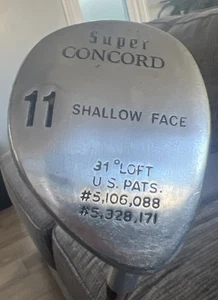 Super
CONCORD
11 SHALLOW FACE
31° LOFT
U.S. PATS.
#5,106,088
#5,328,171